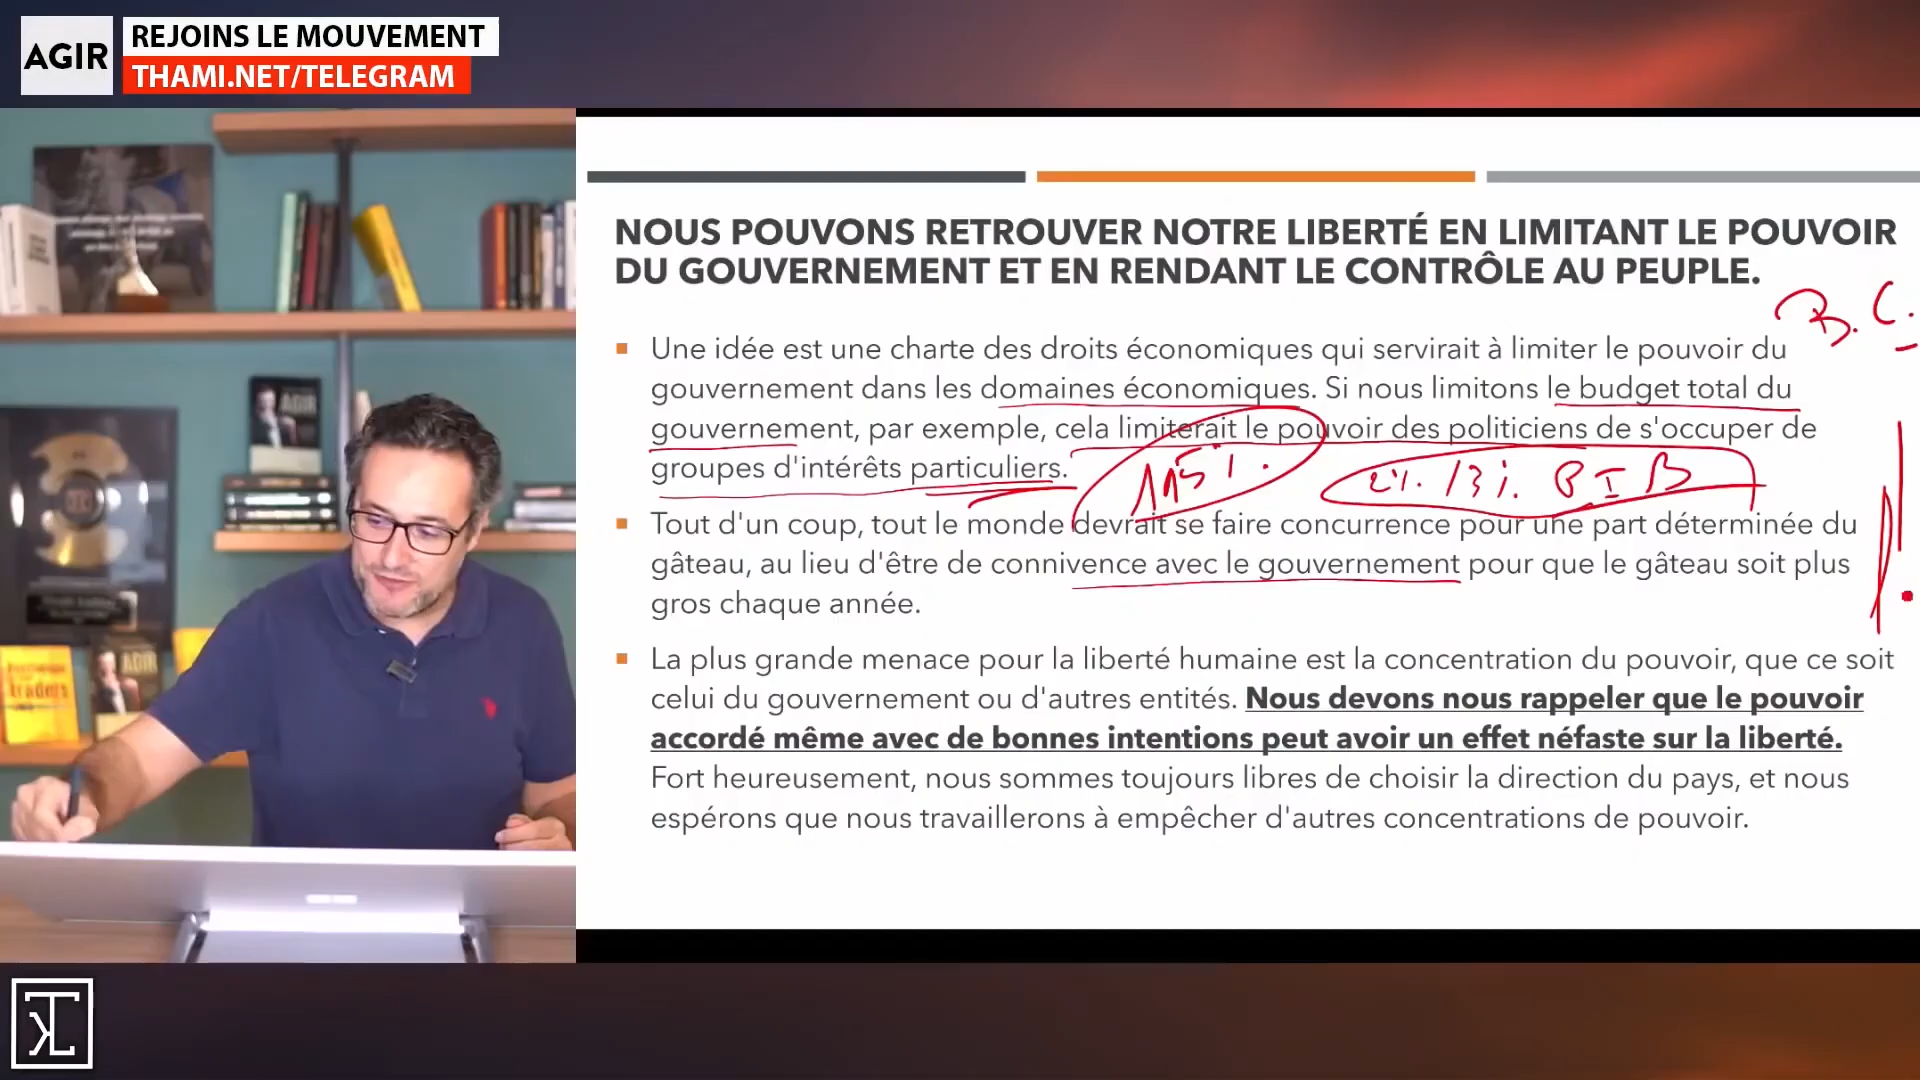 AGIR
REJOINS LE MOUVEMENT
THAMI.NET/TELEGRAM
NOUS POUVONS RETROUVER NOTRE LIBERTÉ EN LIMITANT LE POUVOIR
DU GOUVERNEMENT ET EN RENDANT LE CONTRÔLE AU PEUPLE.
B.C.
Une idée est une charte des droits économiques qui servirait à limiter le pouvoir du
gouvernement dans les domaines économiques. Si nous limitons le budget total du
gouvernement, par exemple, cela limiterait le pouvoir des politiciens de s'occuper de
groupes d'intérêts particuliers.
115%.
2%. 13%. PIB
Tout d'un coup, tout le monde devrait se faire concurrence pour une part déterminée du
gâteau, au lieu d'être de connivence avec le gouvernement pour que le gâteau soit plus
gros chaque année.
La plus grande menace pour la liberté humaine est la concentration du pouvoir, que ce soit
celui du gouvernement ou d'autres entités. Nous devons nous rappeler que le pouvoir
accordé même avec de bonnes intentions peut avoir un effet néfaste sur la liberté.
Fort heureusement, nous sommes toujours libres de choisir la direction du pays, et nous
espérons que nous travaillerons à empêcher d'autres concentrations de pouvoir.
AGIR
AGIR
traders